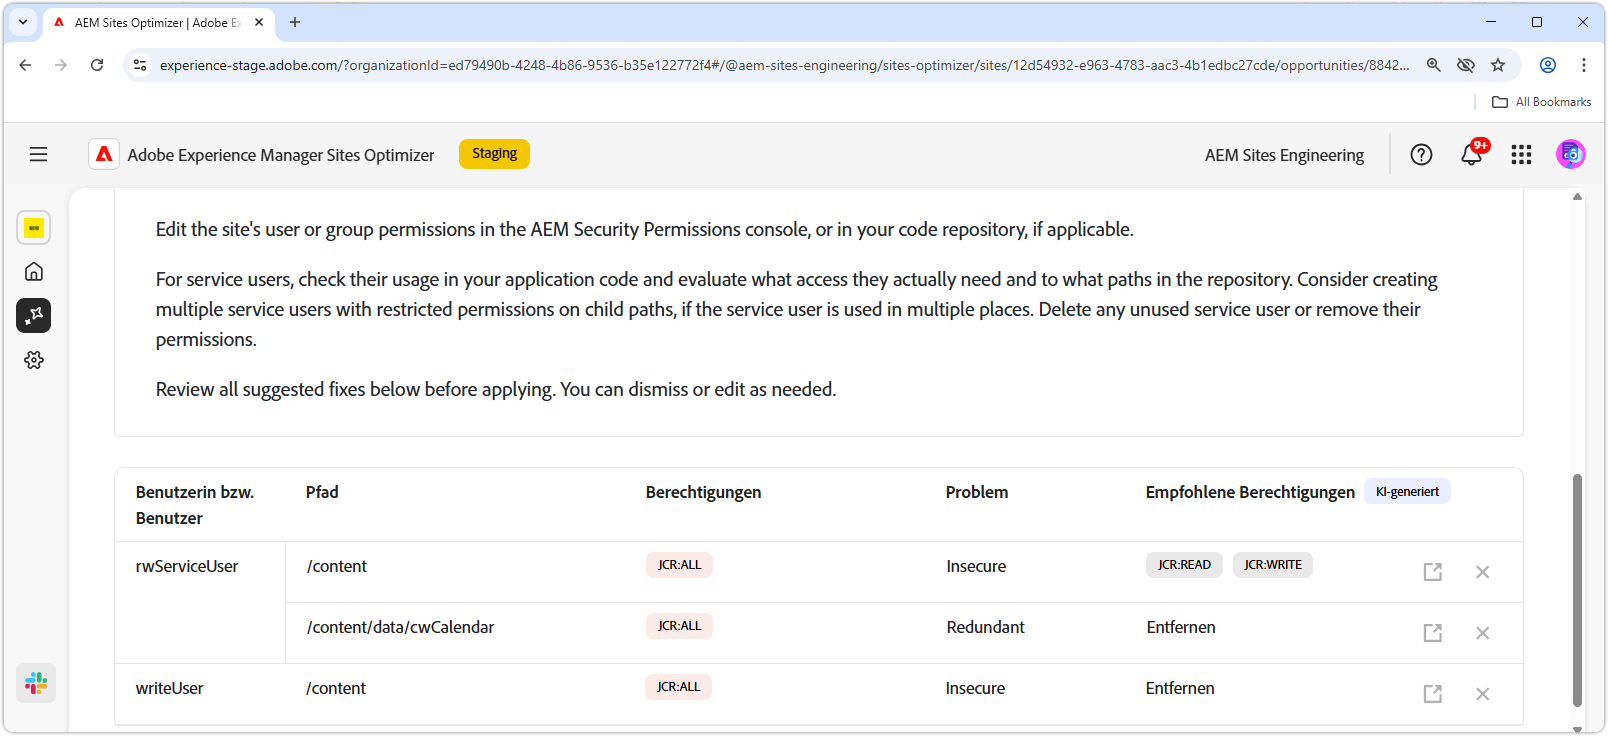 AEM Sites Optimizer | Adobe Ex
experience-stage.adobe.com/?organizationId=ed79490b-4248-4b86-9536-b35e122772f4#/@aem-sites-engineering/sites-optimizer/sites/12d54932-e963-4783-aac3-4b1edbc27cde/opportunities/8842...
All Bookmarks
Adobe Experience Manager Sites Optimizer
Staging
AEM Sites Engineering
9+
Edit the site's user or group permissions in the AEM Security Permissions console, or in your code repository, if applicable.
For service users, check their usage in your application code and evaluate what access they actually need and to what paths in the repository. Consider creating
multiple service users with restricted permissions on child paths, if the service user is used in multiple places. Delete any unused service user or remove their
permissions.
Review all suggested fixes below before applying. You can dismiss or edit as needed.
Benutzerin bzw.
Benutzer
Pfad
Berechtigungen
Problem
Empfohlene Berechtigungen
KI-generiert
rwServiceUser
/content
JCR:ALL
Insecure
JCR:READ
JCR:WRITE
/content/data/cwCalendar
JCR:ALL
Redundant
Entfernen
writeUser
/content
JCR:ALL
Insecure
Entfernen